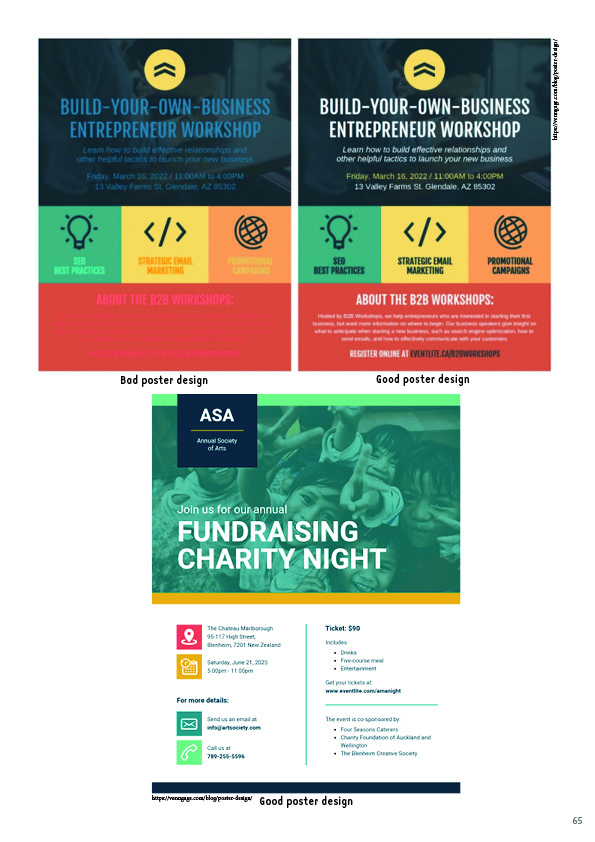 https://venngage.com/blog/poster-design/
BUILD-YOUR-OWN-BUSINESS
ENTREPRENEUR WORKSHOP
Learn how to build effective relationships and
other helpful tactics to launch your new business
Friday, March 16, 2022 / 11:00AM to 4:00PM
13 Valley Farms St. Glendale, AZ 85302
SEO
BEST PRACTICES
STRATEGIC EMAIL
MARKETING
PROMOTIONAL
CAMPAIGNS
ABOUT THE B2B WORKSHOPS:
Bad poster design
BUILD-YOUR-OWN-BUSINESS
ENTREPRENEUR WORKSHOP
Learn how to build effective relationships and
other helpful tactics to launch your new business
Friday, March 16, 2022 / 11:00AM to 4:00PM
13 Valley Farms St. Glendale, AZ 85302
SEO
BEST PRACTICES
STRATEGIC EMAIL
MARKETING
PROMOTIONAL
CAMPAIGNS
ABOUT THE B2B WORKSHOPS:
Hosted by B2B Workshops, we help entrepreneurs who are interested in starting their first
business, but want more information on where to begin. Our business speakers give insight on
what to anticipate when starting a new business, such as search engine optimization, how to
send emails, and how to effectively communicate with your customers.
REGISTER ONLINE AT EVENTLITE.CA/B2BWORKSHOPS
Good poster design
ASA
Annual Society
of Arts
Join us for our annual
FUNDRAISING
CHARITY NIGHT
The Chateau Marlborough
95-117 High Street,
Blenheim, 7201 New Zealand
Saturday, June 21, 2025
5:00pm - 11:00pm
For more details:
Send us an email at
info@artsociety.com
Call us at
789-255-5596
Ticket: $90
Includes:
Drinks
Five-course meal
Entertainment
Get your tickets at:
www.eventlite.com/amanight
The event is co-sponsored by:
Four Seasons Caterers
Charity Foundation of Auckland and
Wellington
The Blenheim Creative Society
https://venngage.com/blog/poster-design/
Good poster design
65